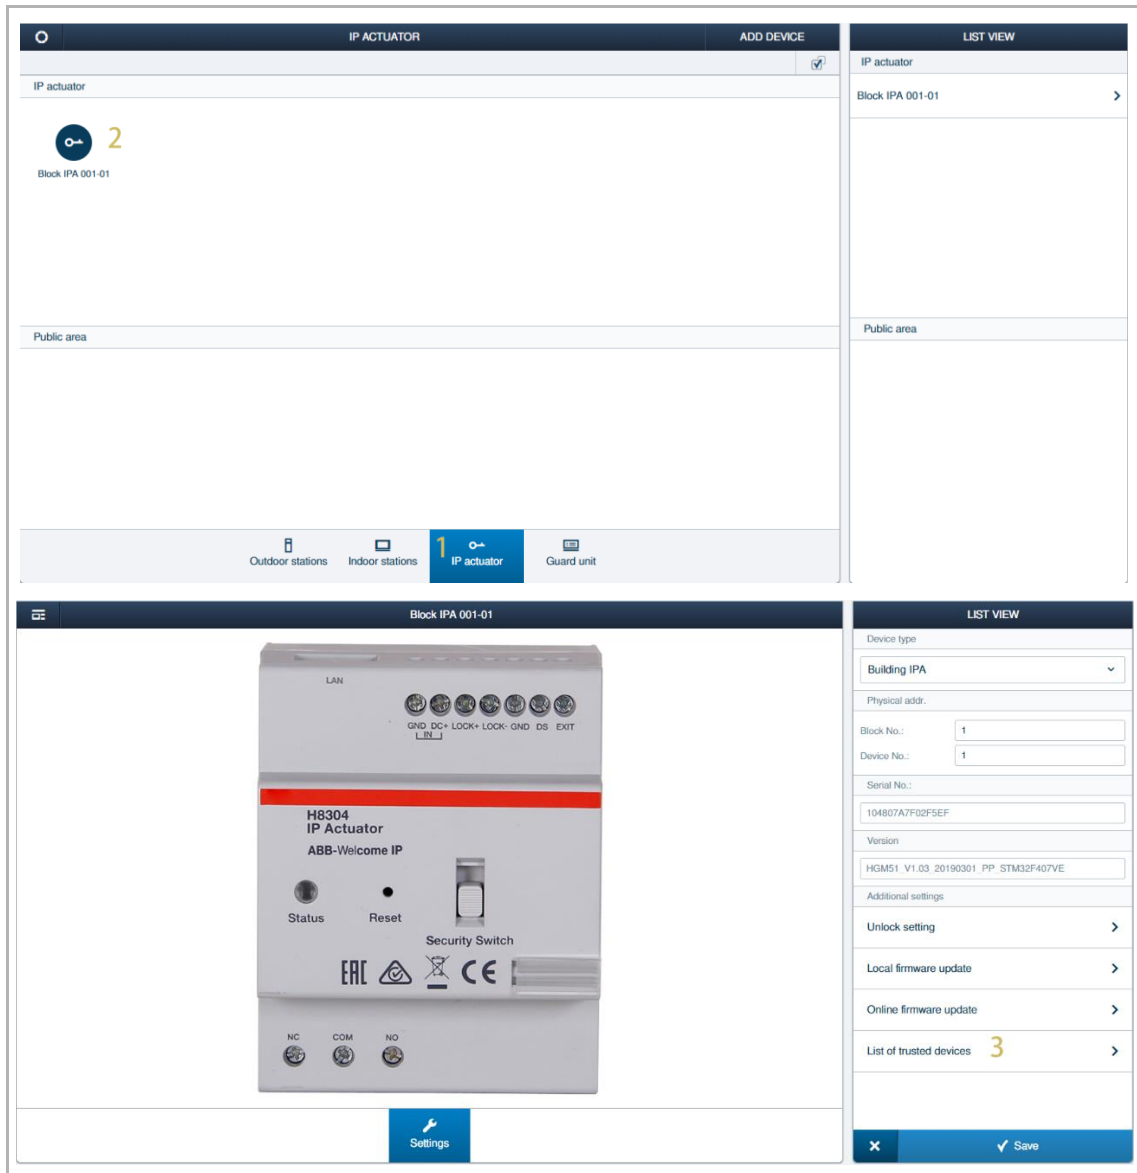 IP ACTUATOR
ADD DEVICE
LIST VIEW
IP actuator
IP actuator
Block IPA 001-01
2
Block IPA 001-01
Public area
Public area
Outdoor stations
Indoor stations
1
IP actuator
Guard unit
Block IPA 001-01
LIST VIEW
Device type
Building IPA
Physical addr.
Block No.: 1
Device No.: 1
Serial No.:
104807A7F02F5EF
Version
HGM51_V1.03_20190301_PP_STM32F407VE
Additional settings
Unlock setting
Local firmware update
Online firmware update
List of trusted devices 3
Save
LAN
GND DC+ LOCK+ LOCK- GND DS EXIT
IN
H8304
IP Actuator
ABB-Welcome IP
Status
Reset
Security Switch
EAC CE
NC COM NO
Settings